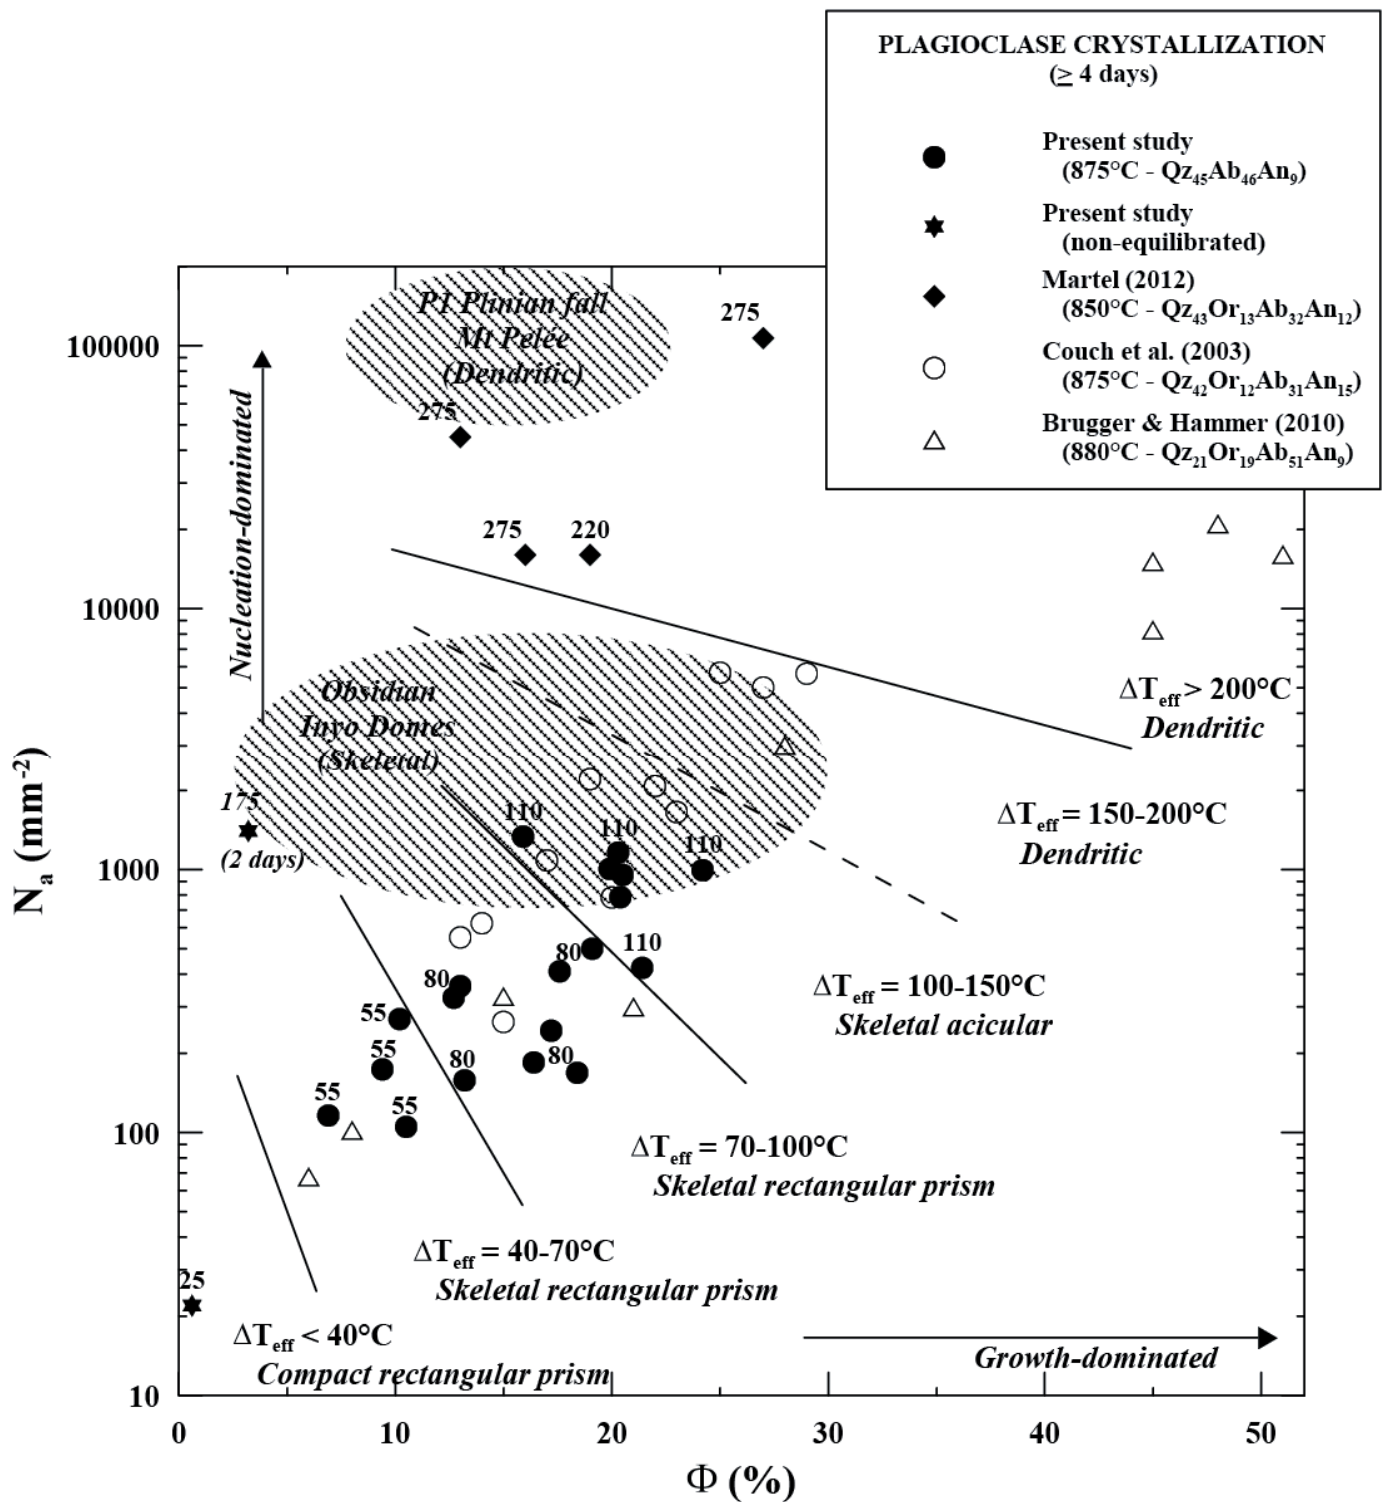 PLAGIOCLASE CRYSTALLIZATION
(≥ 4 days)
Present study
(875°C - Qz45Ab46An9)
Present study
(non-equilibrated)
Martel (2012)
(850°C - Qz43Or13Ab32An12)
Couch et al. (2003)
(875°C - Qz42Or12Ab31An15)
Brugger & Hammer (2010)
(880°C - Qz21Or19Ab51An9)
P1 Plinian fall
Mt Pelée
(Dendritic)
275
275
275
220
100000
10000
1000
100
10
Na (mm-2)
Nucleation-dominated
Obsidian
Inyo Domes
(Skeletal)
175
(2 days)
110
110
110
110
80
80
80
80
55
55
55
55
25
ΔTeff > 200°C
Dendritic
ΔTeff = 150-200°C
Dendritic
ΔTeff = 100-150°C
Skeletal acicular
ΔTeff = 70-100°C
Skeletal rectangular prism
ΔTeff = 40-70°C
Skeletal rectangular prism
ΔTeff < 40°C
Compact rectangular prism
Growth-dominated
0
10
20
30
40
50
Φ (%)